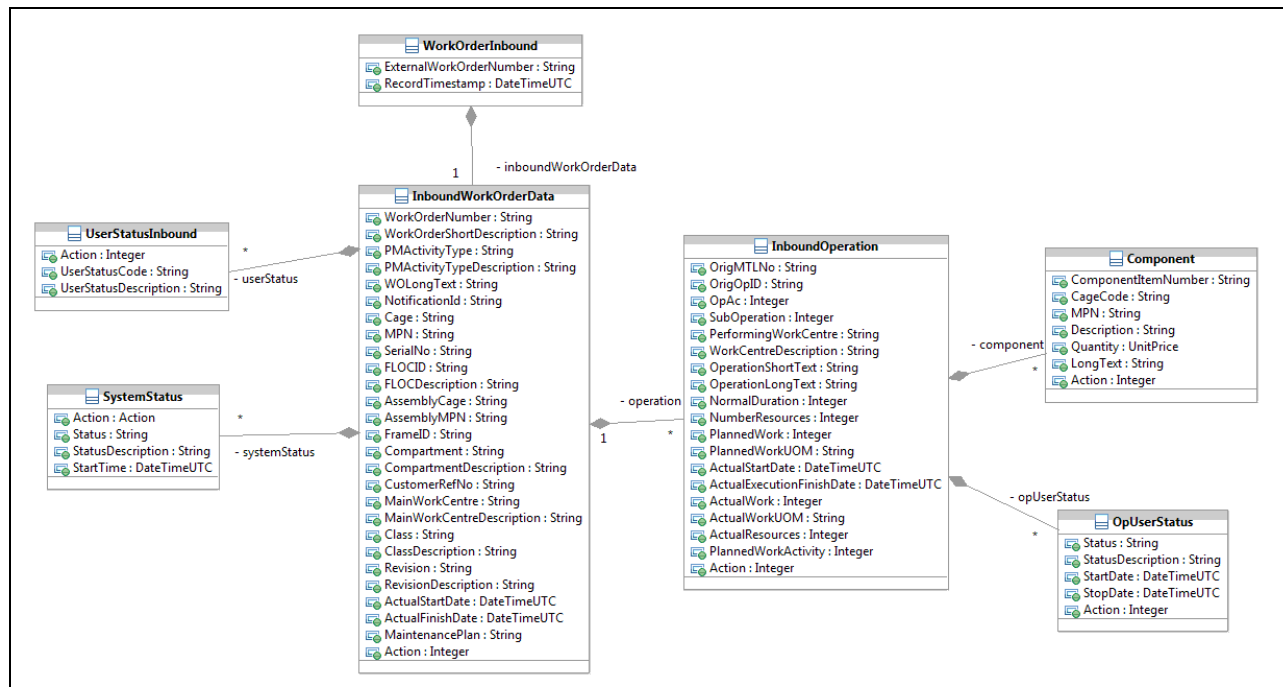 WorkOrderInbound
ExternalWorkOrderNumber : String
RecordTimestamp : DateTimeUTC
- inboundWorkOrderData
1
InboundWorkOrderData
WorkOrderNumber : String
WorkOrderShortDescription : String
PMActivityType : String
PMActivityTypeDescription : String
WOLongText : String
NotificationId : String
Cage : String
MPN : String
SerialNo : String
FLOCID : String
FLOCDescription : String
AssemblyCage : String
AssemblyMPN : String
FrameID : String
Compartment : String
CompartmentDescription : String
CustomerRefNo : String
MainWorkCentre : String
MainWorkCentreDescription : String
Class : String
ClassDescription : String
Revision : String
RevisionDescription : String
ActualStartDate : DateTimeUTC
ActualFinishDate : DateTimeUTC
MaintenancePlan : String
Action : Integer
UserStatusInbound
Action : Integer
UserStatusCode : String
UserStatusDescription : String
*
- userStatus
SystemStatus
Action : Action
Status : String
StatusDescription : String
StartTime : DateTimeUTC
*
- systemStatus
- operation
1
*
InboundOperation
OrigMTLNo : String
OrigOpID : String
OpAc : Integer
SubOperation : Integer
PerformingWorkCentre : String
WorkCentreDescription : String
OperationShortText : String
OperationLongText : String
NormalDuration : Integer
NumberResources : Integer
PlannedWork : Integer
PlannedWorkUOM : String
ActualStartDate : DateTimeUTC
ActualExecutionFinishDate : DateTimeUTC
ActualWork : Integer
ActualWorkUOM : String
ActualResources : Integer
PlannedWorkActivity : Integer
Action : Integer
- component
*
Component
ComponentItemNumber : String
CageCode : String
MPN : String
Description : String
Quantity : UnitPrice
LongText : String
Action : Integer
- opUserStatus
*
OpUserStatus
Status : String
StatusDescription : String
StartDate : DateTimeUTC
StopDate : DateTimeUTC
Action : Integer